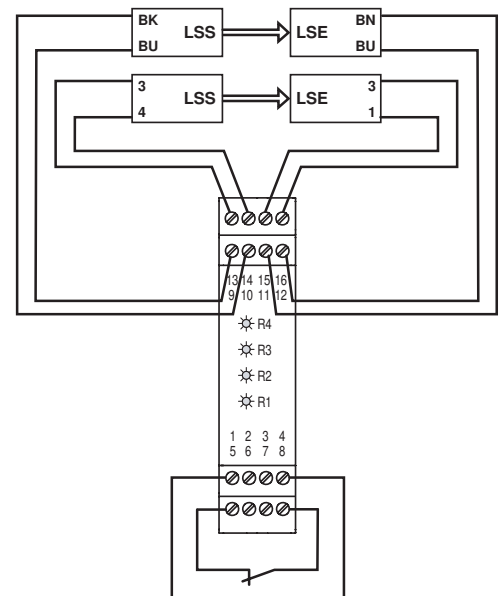 BK LSS LSE BN
BU BU
3 LSS LSE 3
4 1
13 14 15 16
9 10 11 12
R4
R3
R2
R1
1 2 3 4
5 6 7 8